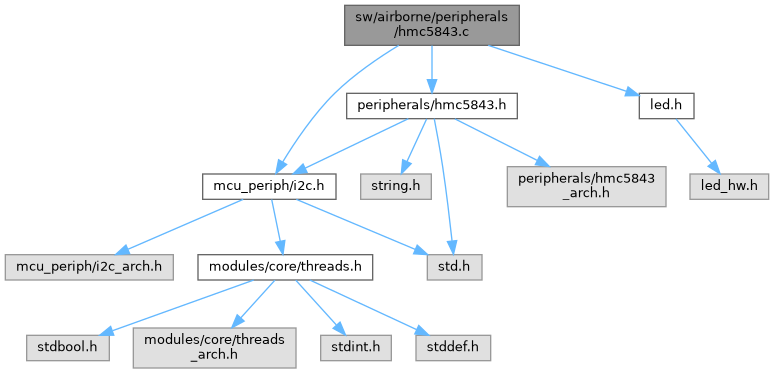 sw/airborne/peripherals
/hmc5843.c
peripherals/hmc5843.h
led.h
mcu_periph/i2c.h
string.h
peripherals/hmc5843
_arch.h
led_hw.h
mcu_periph/i2c_arch.h
modules/core/threads.h
std.h
stdbool.h
modules/core/threads
_arch.h
stdint.h
stddef.h